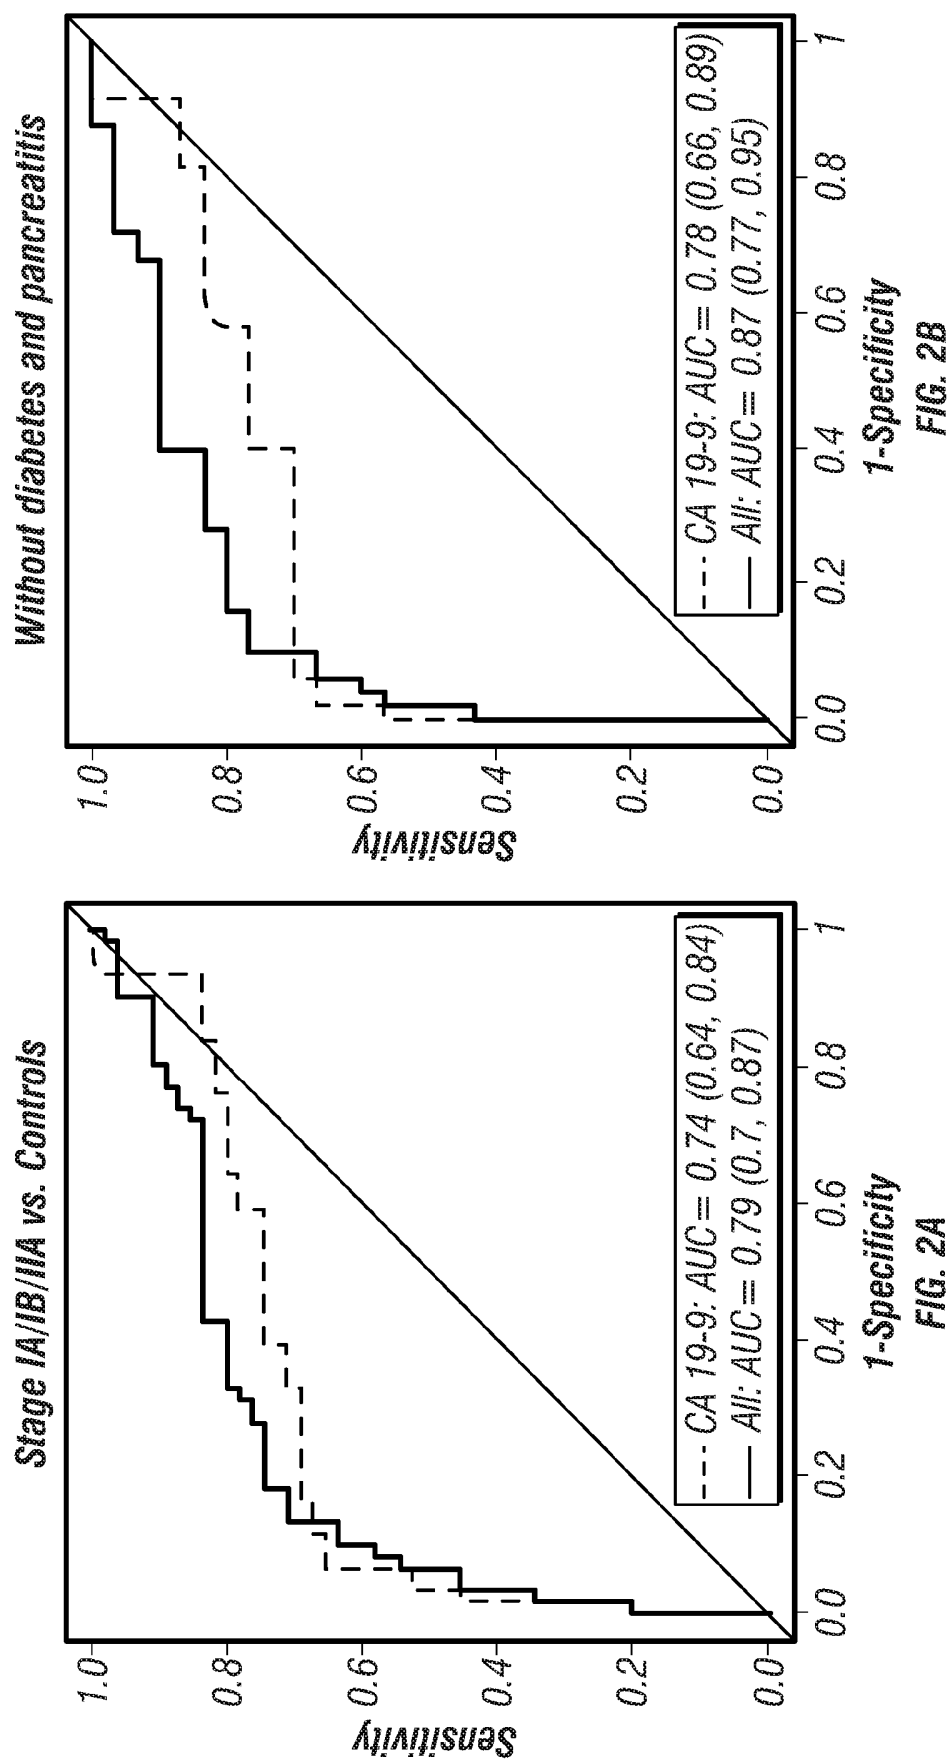 Stage IA/IB/IIA vs. Controls
Sensitivity
1.0
0.8
0.6
0.4
0.2
0.0
CA 19-9: AUC = 0.74 (0.64, 0.84)
All: AUC = 0.79 (0.7, 0.87)
0.0 0.2 0.4 0.6 0.8 1
1-Specificity
FIG. 2A
Without diabetes and pancreatitis
Sensitivity
1.0
0.8
0.6
0.4
0.2
0.0
CA 19-9: AUC = 0.78 (0.66, 0.89)
All: AUC = 0.87 (0.77, 0.95)
0.0 0.2 0.4 0.6 0.8 1
1-Specificity
FIG. 2B